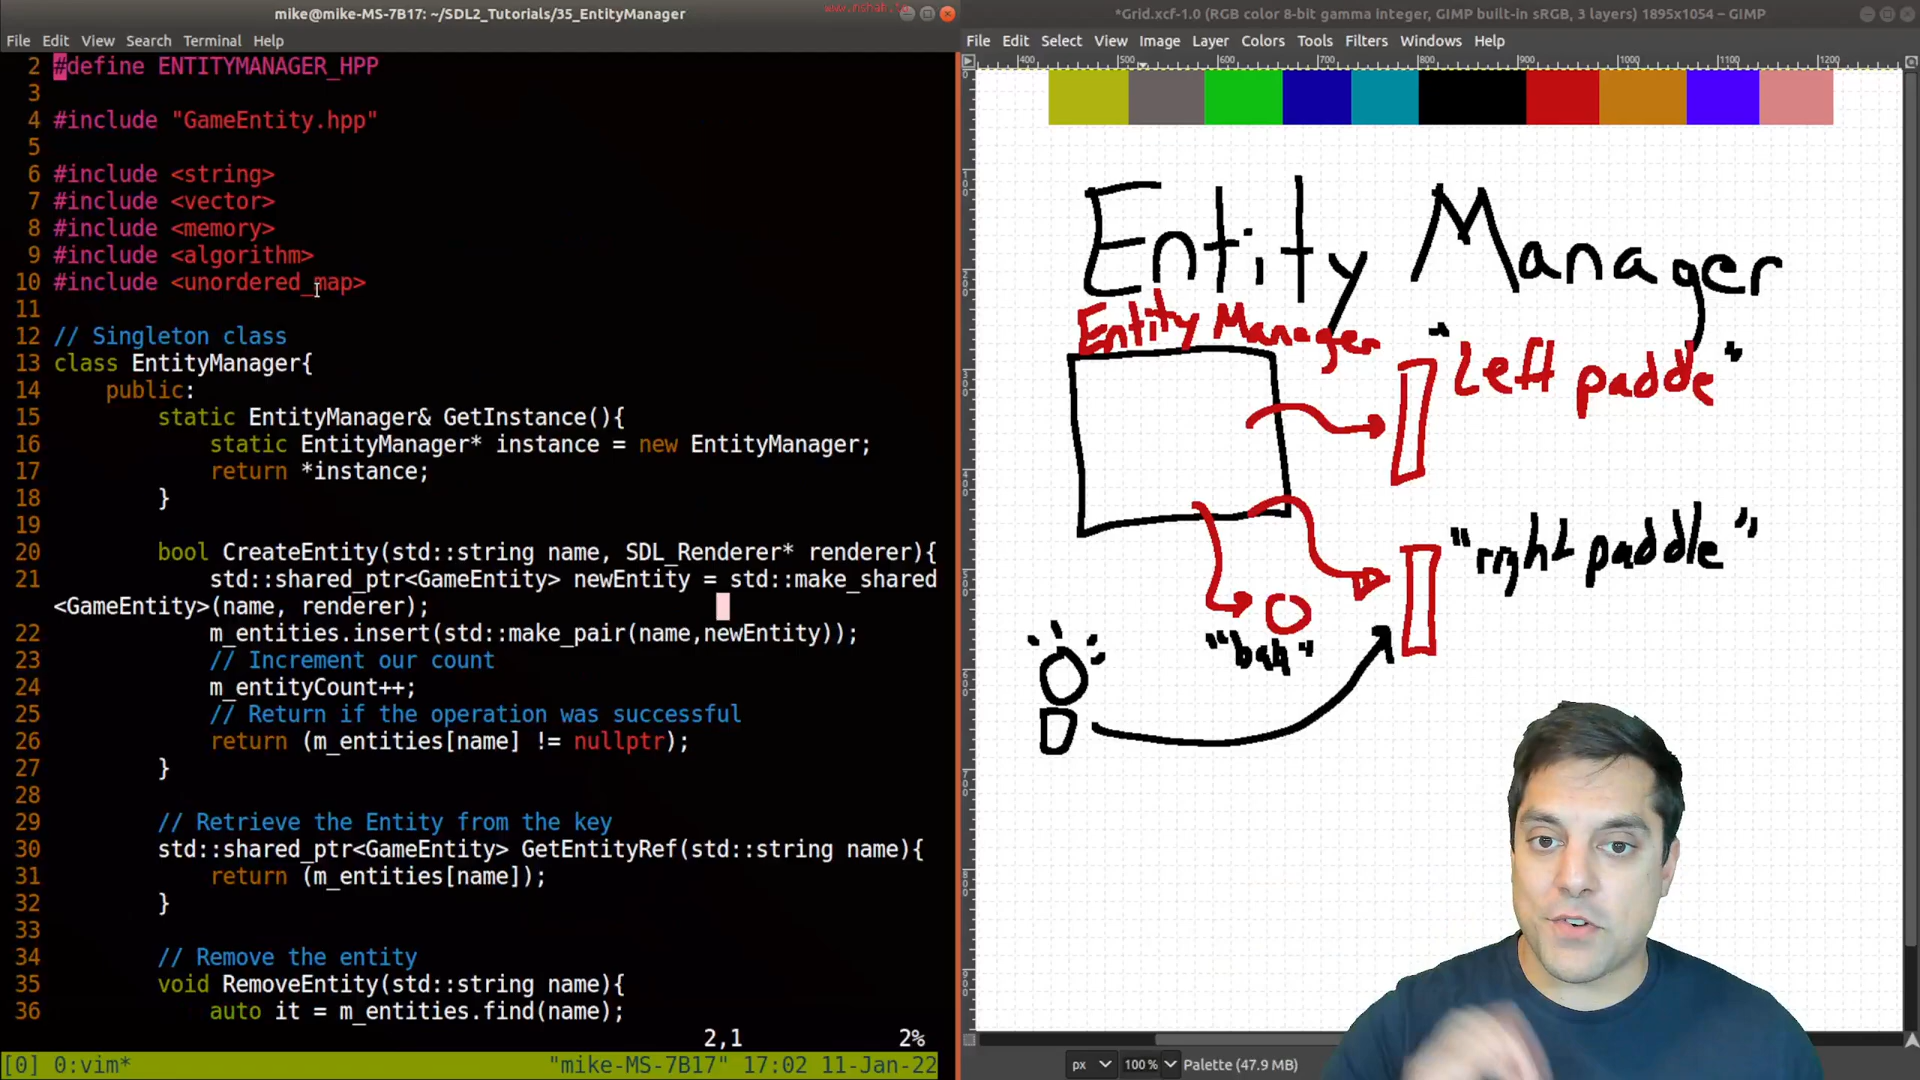 mike@mike-MS-7B17: ~/SDL2_Tutorials/35_EntityManager
File Edit View Search Terminal Help
2 #define ENTITYMANAGER_HPP
3
4 #include "GameEntity.hpp"
5
6 #include <string>
7 #include <vector>
8 #include <memory>
9 #include <algorithm>
10 #include <unordered_map>
11
12 // Singleton class
13 class EntityManager{
14 public:
15 static EntityManager& GetInstance(){
16 static EntityManager* instance = new EntityManager;
17 return *instance;
18 }
19
20 bool CreateEntity(std::string name, SDL_Renderer* renderer){
21 std::shared_ptr<GameEntity> newEntity = std::make_shared
<GameEntity>(name, renderer);
22 m_entities.insert(std::make_pair(name,newEntity));
23 // Increment our count
24 m_entityCount++;
25 // Return if the operation was successful
26 return (m_entities[name] != nullptr);
27 }
28
29 // Retrieve the Entity from the key
30 std::shared_ptr<GameEntity> GetEntityRef(std::string name){
31 return (m_entities[name]);
32 }
33
34 // Remove the entity
35 void RemoveEntity(std::string name){
36 auto it = m_entities.find(name);
2,1 2%
[0] 0:vim* "mike-MS-7B17" 17:02 11-Jan-22
*Grid.xcf-1.0 (RGB color 8-bit gamma integer, GIMP built-in sRGB, 3 layers) 1895x1054 – GIMP
File Edit Select View Image Layer Colors Tools Filters Windows Help
400 500 600 700 800 900 1000 1100 1200
Entity Manager
Entity Manager
"Left paddle"
"right paddle"
px 100% Palette (47.9 MB)